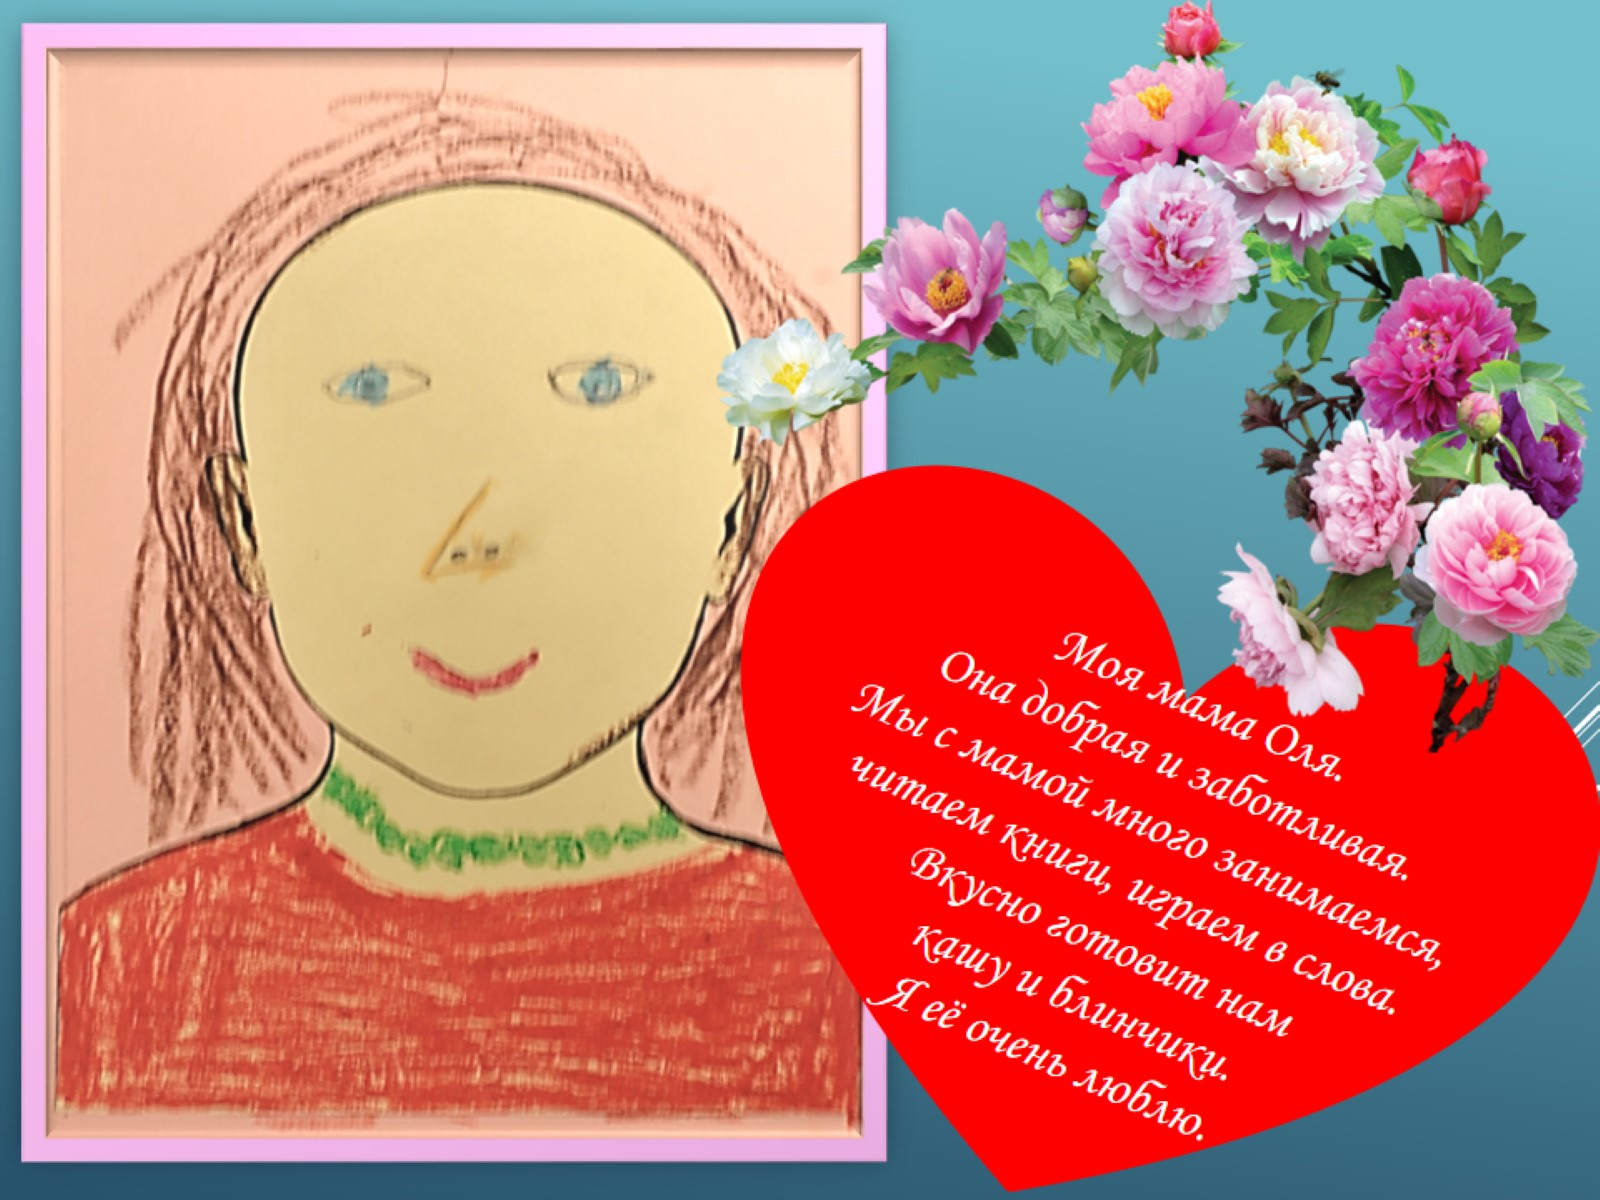 Моя мама Оля.
Она добрая и заботливая.
Мы с мамой много занимаемся,
читаем книги, играем в слова.
Вкусно готовит нам
кашу и блинчики.
Я её очень люблю.